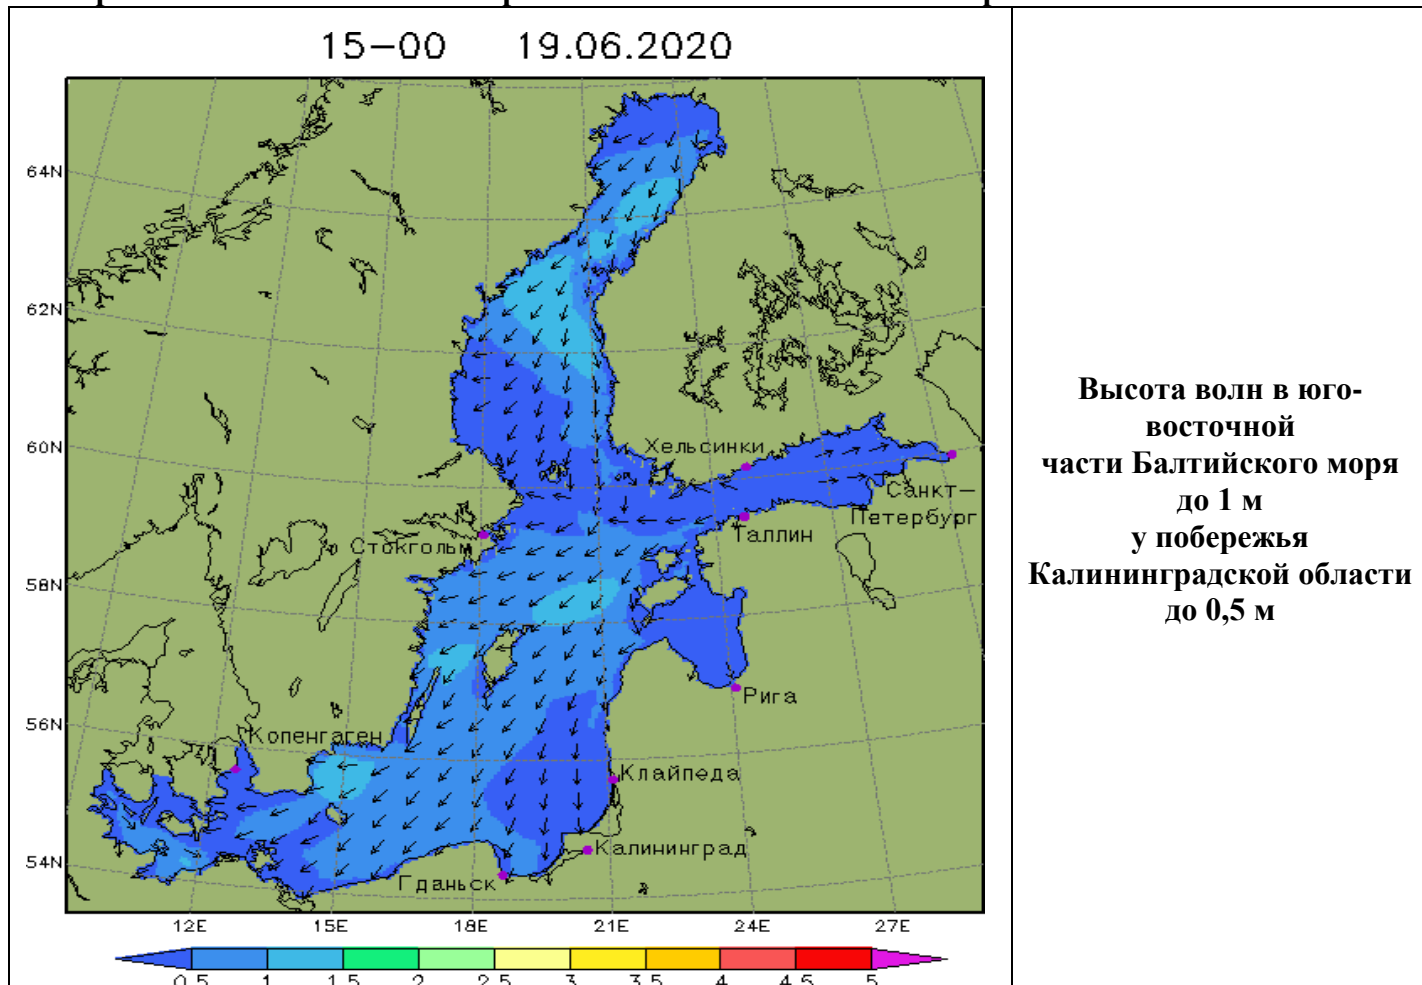 15-00 19.06.2020
64N
62N
60N
58N
56N
54N
Хельсинки
Санкт-
Петербург
Таллин
Стокгольм
Рига
Копенгаген
Клайпеда
Калининград
Гданьск
12E 15E 18E 21E 24E 27E
0.5 1 1.5 2 2.5 3 3.5 4 4.5 5
Высота волн в юго-
восточной
части Балтийского моря
до 1 м
у побережья
Калининградской области
до 0,5 м